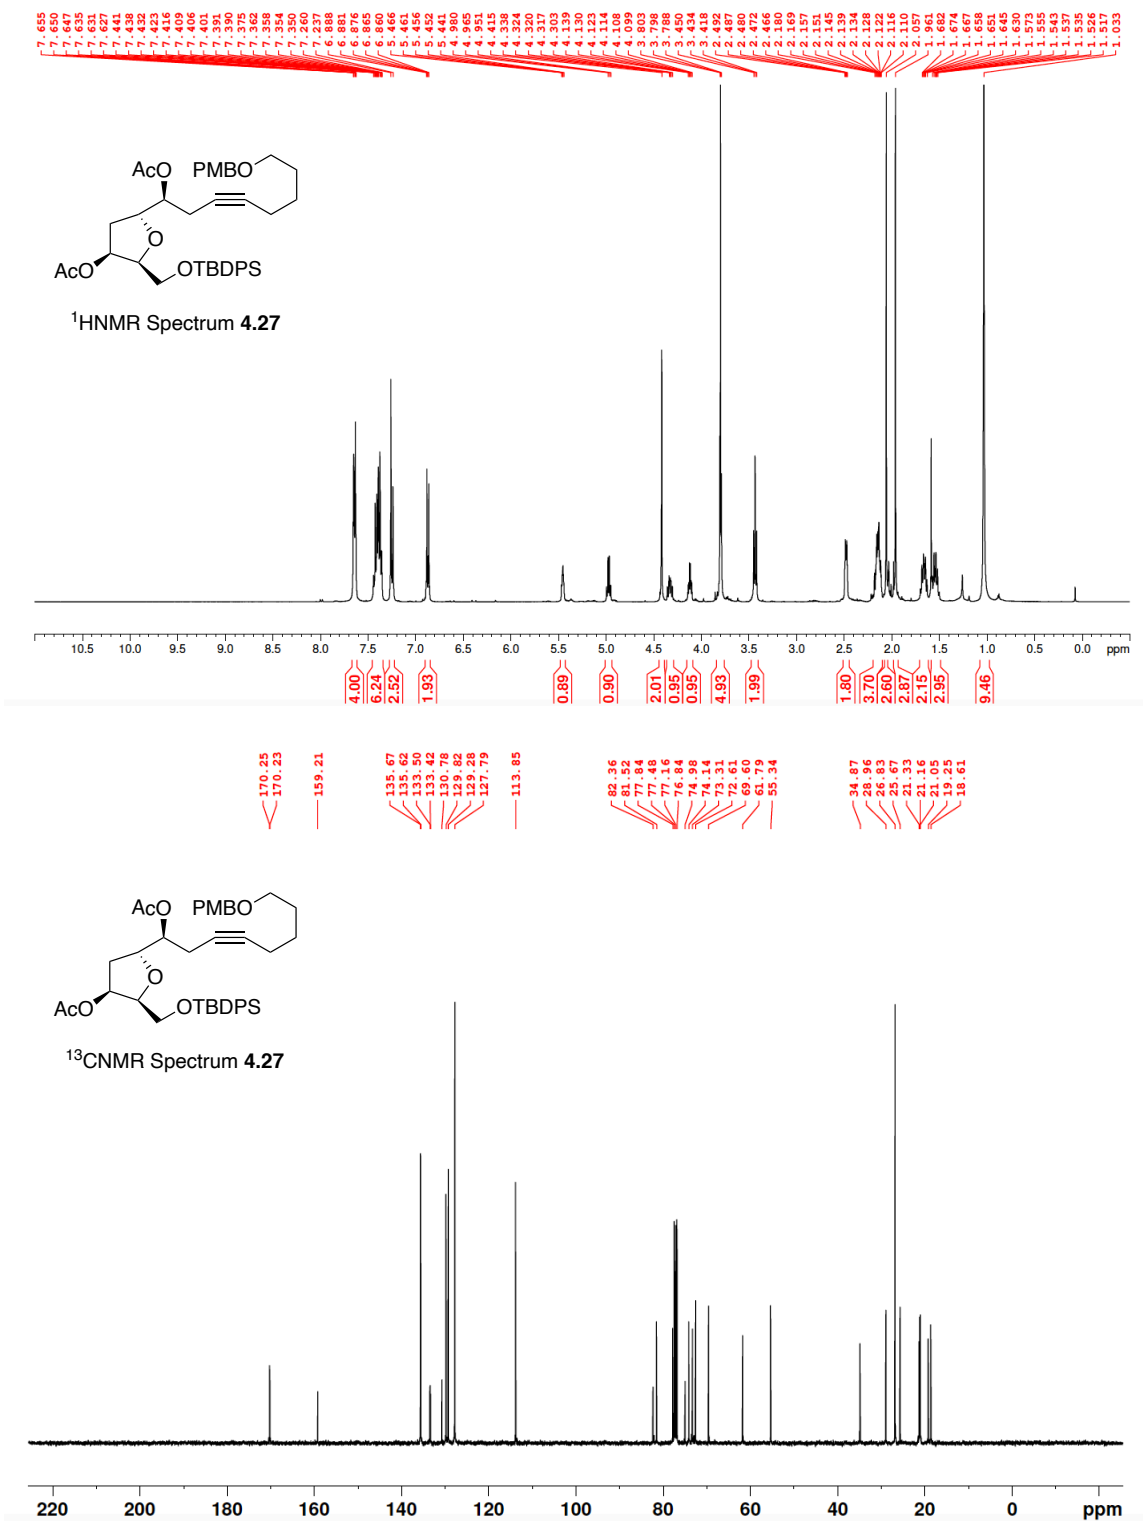 7.655 7.650 7.647 7.635 7.631 7.627 7.441 7.438 7.432 7.423 7.416 7.409 7.406 7.401 7.391 7.390 7.375 7.362 7.358 7.354 7.350 7.260 7.237 6.888 6.881 6.876 6.865 6.860 5.466 5.461 5.456 5.452 5.441 4.980 4.965 4.951 4.415 4.338 4.324 4.320 4.317 4.303 4.139 4.130 4.123 4.114 4.108 4.099 3.803 3.798 3.788 3.450 3.434 3.418 2.492 2.487 2.480 2.472 2.466 2.180 2.169 2.157 2.151 2.145 2.139 2.134 2.128 2.122 2.116 2.110 2.057 1.961 1.682 1.674 1.667 1.658 1.651 1.645 1.630 1.573 1.555 1.543 1.537 1.535 1.526 1.517 1.033
AcO PMBO
O
AcO OTBDPS
¹HNMR Spectrum 4.27
10.5 10.0 9.5 9.0 8.5 8.0 7.5 7.0 6.5 6.0 5.5 5.0 4.5 4.0 3.5 3.0 2.5 2.0 1.5 1.0 0.5 0.0 ppm
4.00 6.24 2.52 1.93 0.89 0.90 2.01 0.95 0.95 4.93 1.99 1.80 3.70 2.60 2.87 2.15 2.95 9.46
170.25 170.23 159.21 135.67 135.62 133.50 133.42 130.78 129.82 129.28 127.79 113.85 82.36 81.52 77.84 77.48 77.16 76.84 74.98 74.14 73.31 72.61 69.60 61.79 55.34 34.87 28.96 26.83 25.67 21.33 21.16 21.05 19.25 18.61
AcO PMBO
O
AcO OTBDPS
¹³CNMR Spectrum 4.27
220 200 180 160 140 120 100 80 60 40 20 0 ppm